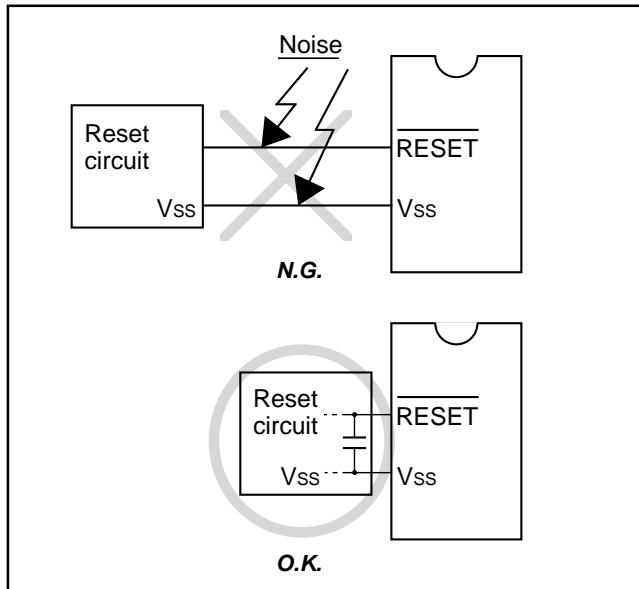 Noise
Reset
circuit
RESET
Vss
Vss
N.G.
Reset
circuit
RESET
Vss
Vss
O.K.